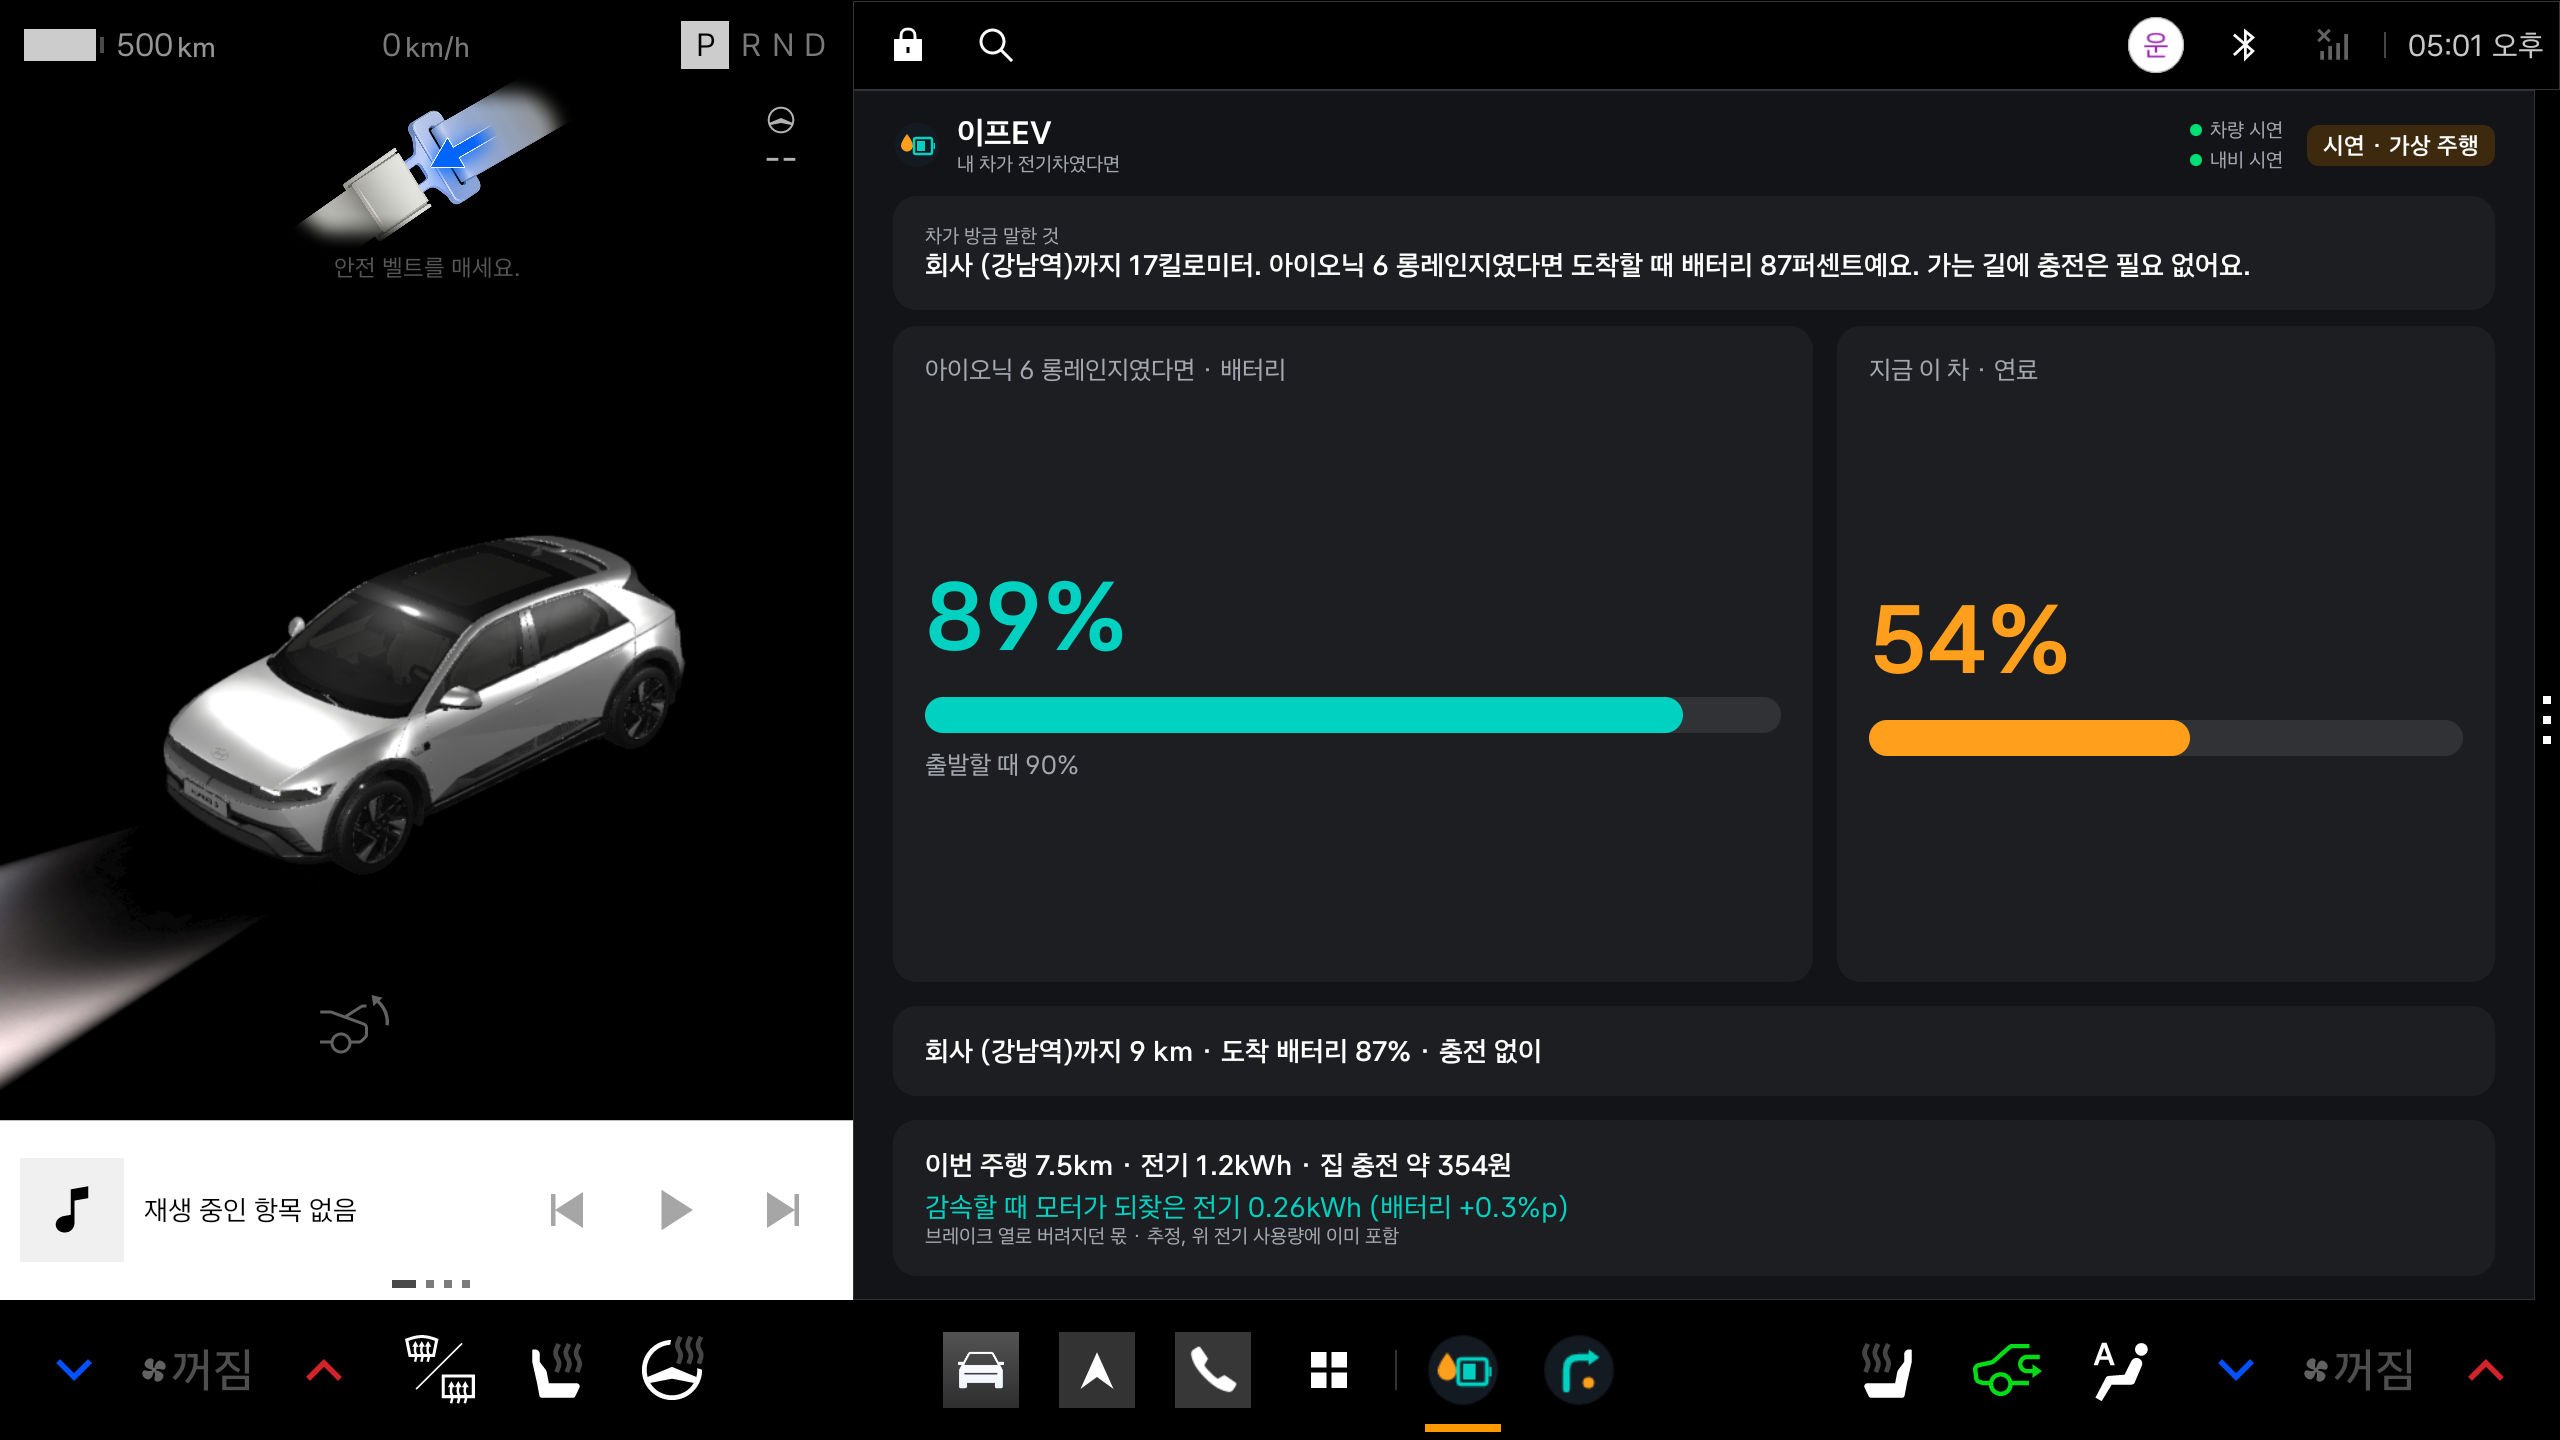 500 km
0 km/h
P R N D
운
05:01 오후
--
안전 벨트를 매세요.
이프EV
내 차가 전기차였다면
차량 시연
내비 시연
시연 · 가상 주행
차가 방금 말한 것
회사 (강남역)까지 17킬로미터. 아이오닉 6 롱레인지였다면 도착할 때 배터리 87퍼센트예요. 가는 길에 충전은 필요 없어요.
아이오닉 6 롱레인지였다면 · 배터리
89%
출발할 때 90%
지금 이 차 · 연료
54%
회사 (강남역)까지 9 km · 도착 배터리 87% · 충전 없이
이번 주행 7.5km · 전기 1.2kWh · 집 충전 약 354원
감속할 때 모터가 되찾은 전기 0.26kWh (배터리 +0.3%p)
브레이크 열로 버려지던 몫 · 추정, 위 전기 사용량에 이미 포함
재생 중인 항목 없음
꺼짐
A
꺼짐